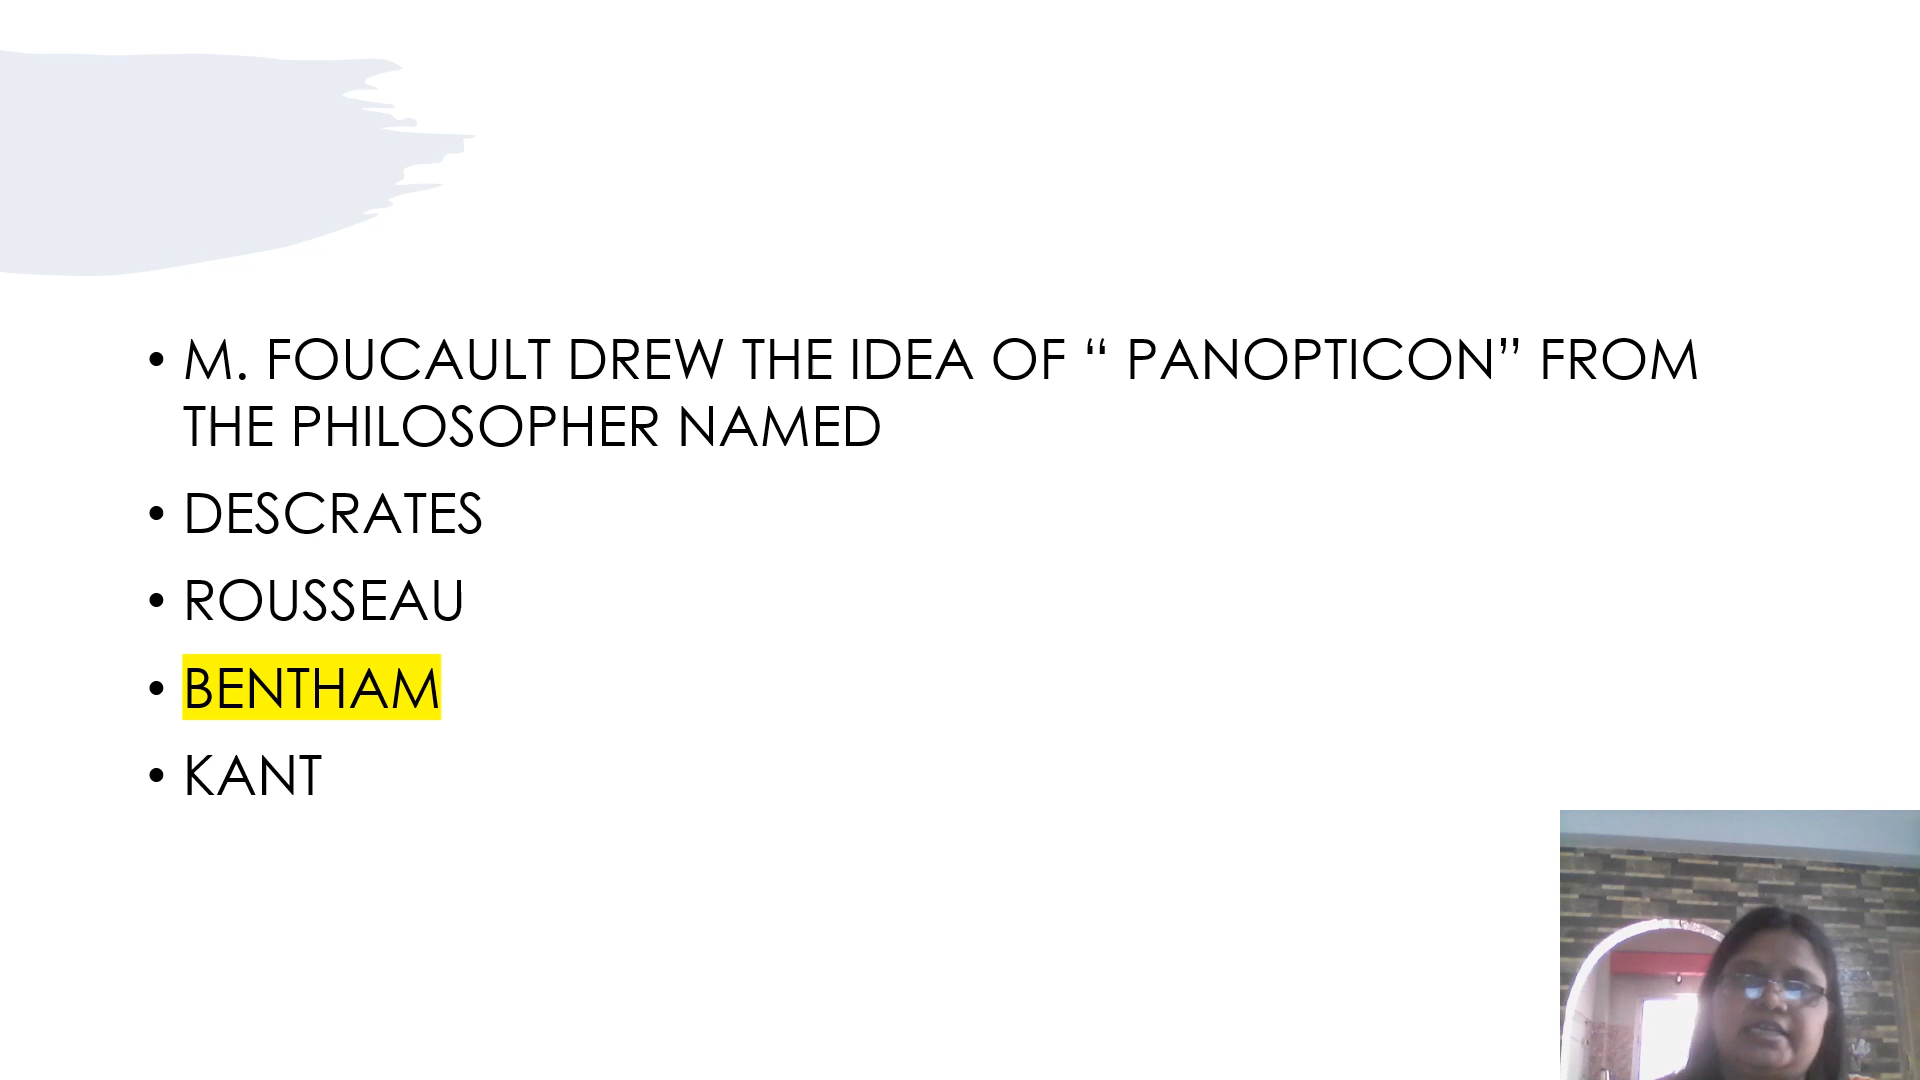 • M. FOUCAULT DREW THE IDEA OF “ PANOPTICON” FROM
THE PHILOSOPHER NAMED
• DESCRATES
• ROUSSEAU
• BENTHAM
• KANT